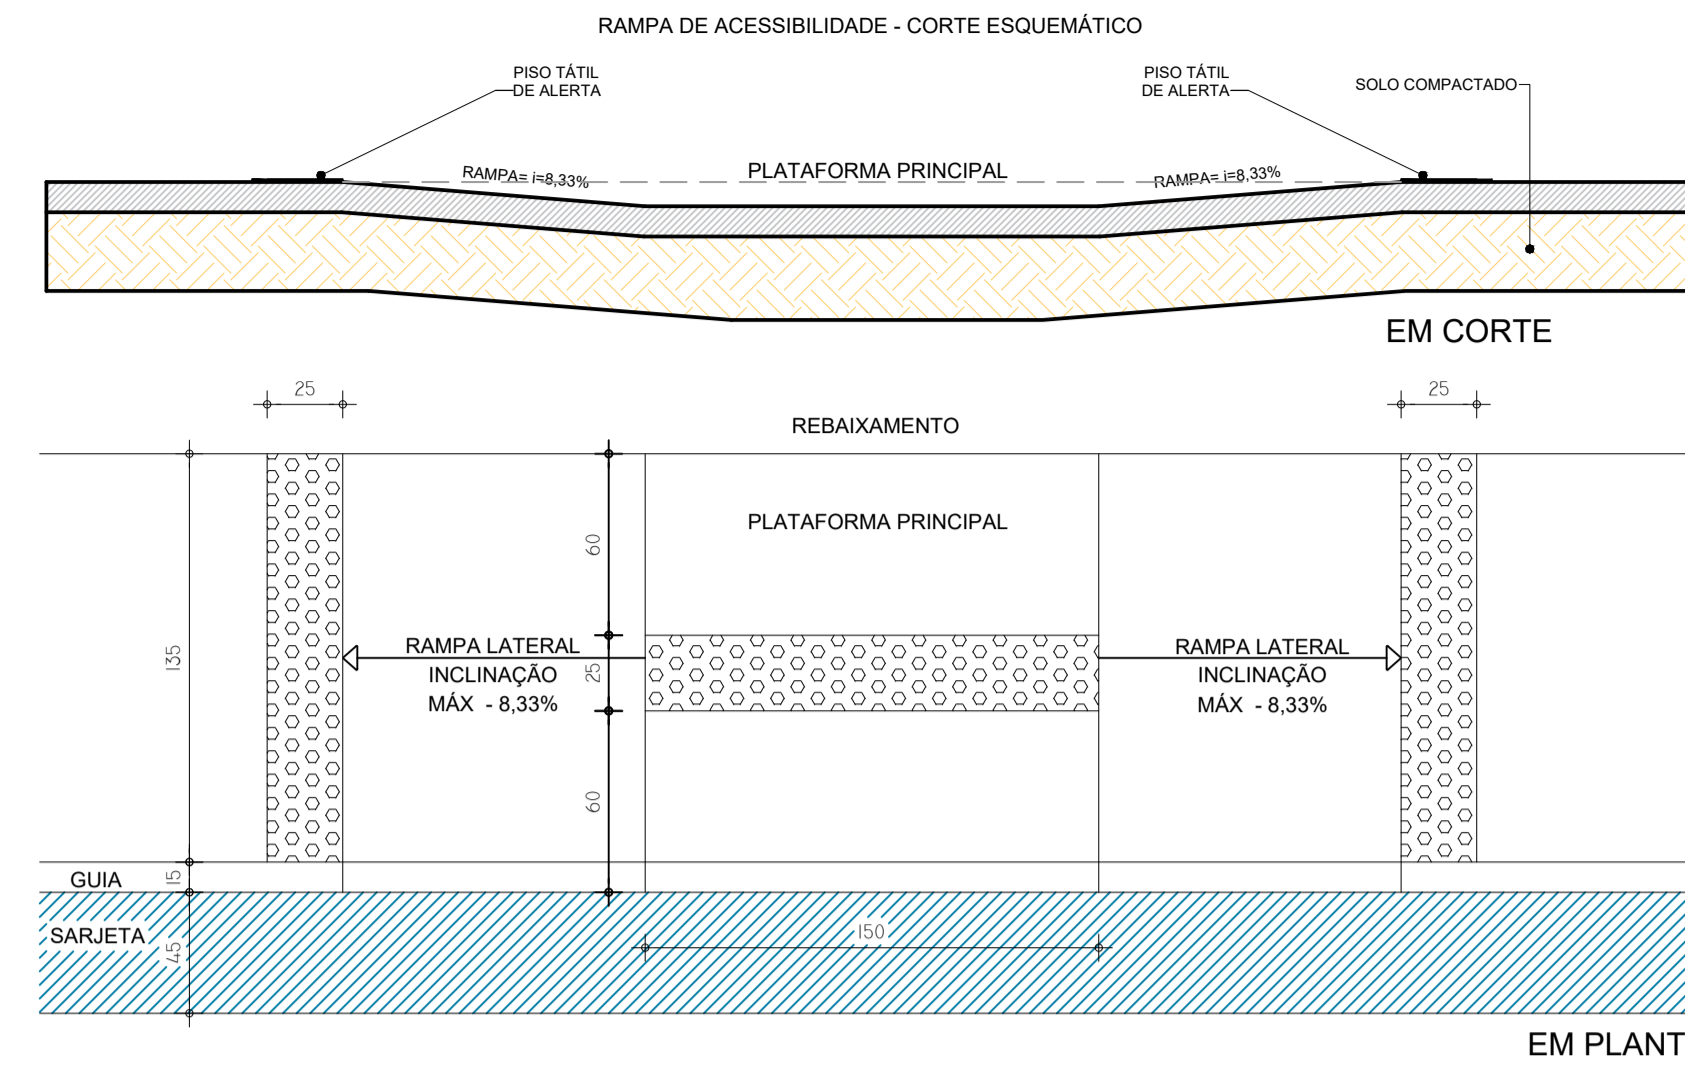 RAMPA DE ACESSIBILIDADE - CORTE ESQUEMÁTICO
PISO TÁTIL
DE ALERTA
PISO TÁTIL
DE ALERTA
SOLO COMPACTADO
RAMPA= i=8,33%
PLATAFORMA PRINCIPAL
RAMPA= i=8,33%
EM CORTE
25
25
REBAIXAMENTO
PLATAFORMA PRINCIPAL
60
135
RAMPA LATERAL
INCLINAÇÃO
MÁX - 8,33%
25
RAMPA LATERAL
INCLINAÇÃO
MÁX - 8,33%
60
GUIA
15
SARJETA
45
150
EM PLANT